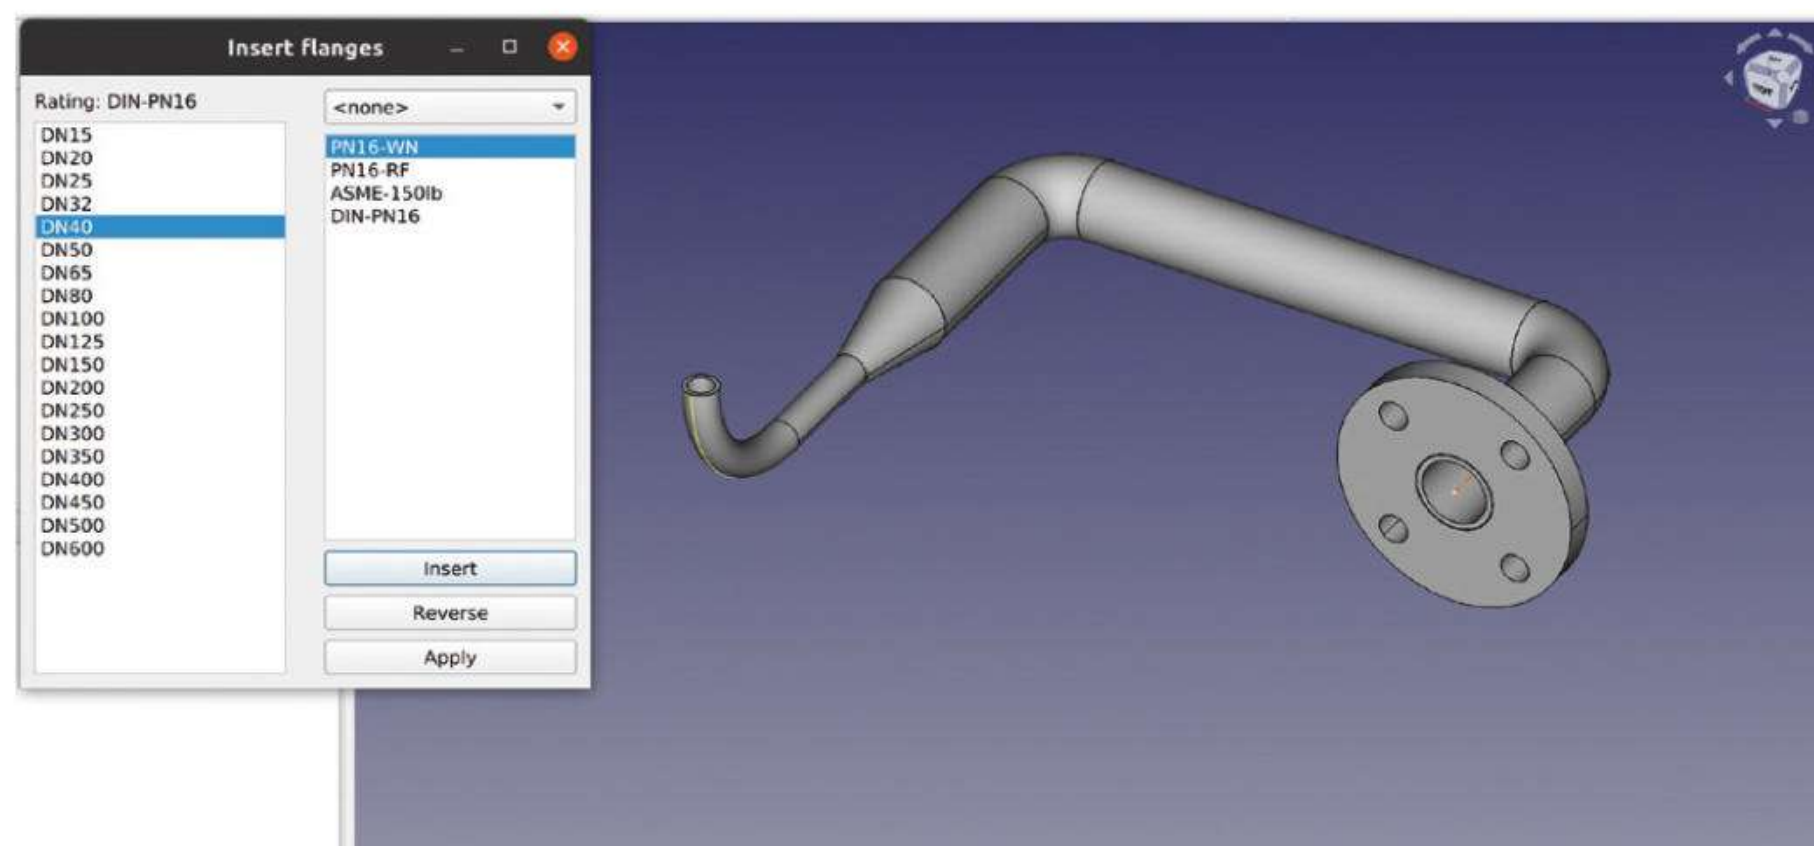 Insert flanges
Rating: DIN-PN16
<none>
DN15
DN20
DN25
DN32
DN40
DN50
DN65
DN80
DN100
DN125
DN150
DN200
DN250
DN300
DN350
DN400
DN450
DN500
DN600
PN16-WN
PN16-RF
ASME-150lb
DIN-PN16
Insert
Reverse
Apply